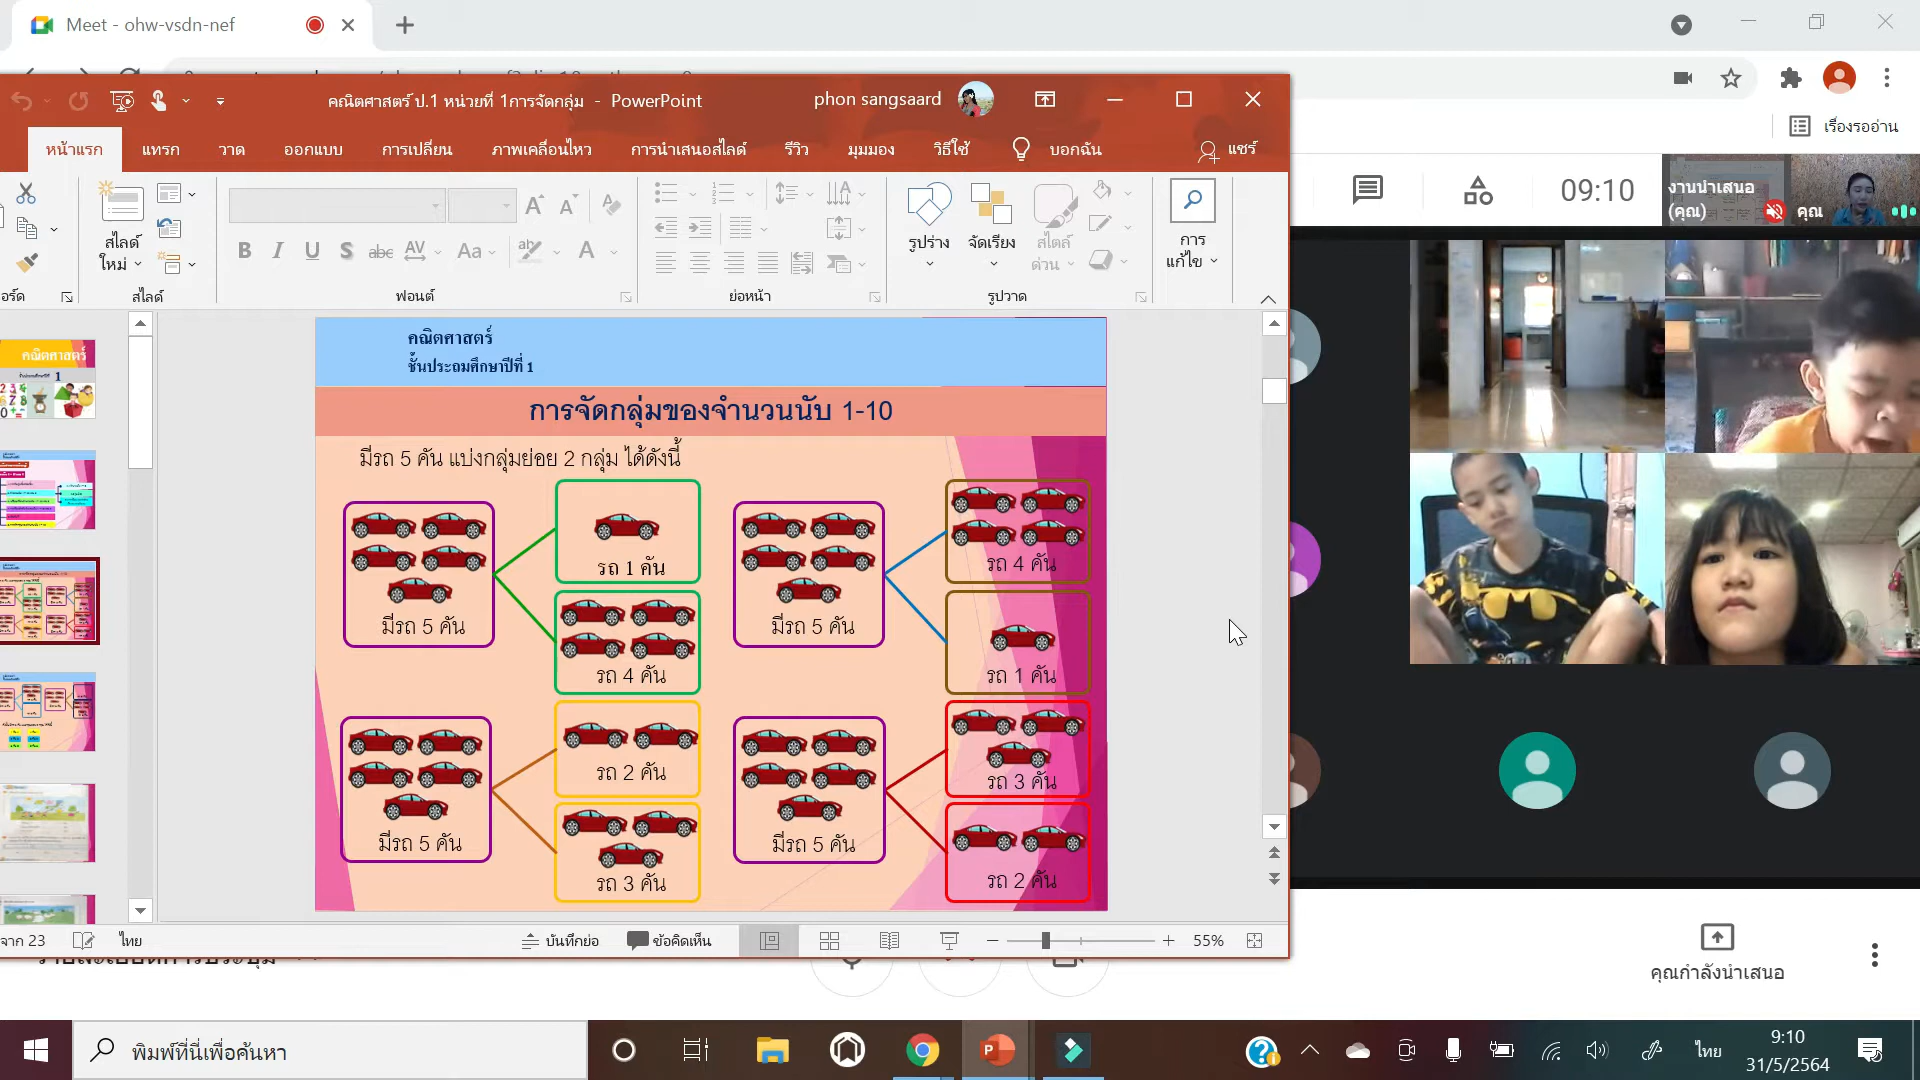 Meet - ohw-vsdn-nef
คณิตศาสตร์ ป.1 หน่วยที่ 1การจัดกลุ่ม - PowerPoint
phon sangsaard
เรื่องรออ่าน
หน้าแรก แทรก วาด ออกแบบ การเปลี่ยน ภาพเคลื่อนไหว การนำเสนอสไลด์ รีวิว มุมมอง วิธีใช้ บอกฉัน แชร์
09:10
งานนำเสนอ
(คุณ)
คุณ
สไลด์
ใหม่
รูปร่าง
จัดเรียง
สไตล์
ด่วน
การ
แก้ไข
B I U S abc AV Aa A
สไลด์ ฟอนต์ ย่อหน้า รูปวาด
คณิตศาสตร์
ชั้นประถมศึกษาปีที่ 1
การจัดกลุ่มของจำนวนนับ 1-10
มีรถ 5 คัน แบ่งกลุ่มย่อย 2 กลุ่ม ได้ดังนี้
มีรถ 5 คัน
รถ 1 คัน
รถ 4 คัน
มีรถ 5 คัน
รถ 4 คัน
รถ 1 คัน
มีรถ 5 คัน
รถ 2 คัน
รถ 3 คัน
มีรถ 5 คัน
รถ 3 คัน
รถ 2 คัน
คณิตศาสตร์
จาก 23
ไทย
บันทึกย่อ
ข้อคิดเห็น
55%
คุณกำลังนำเสนอ
พิมพ์ที่นี่เพื่อค้นหา
ไทย
9:10
31/5/2564